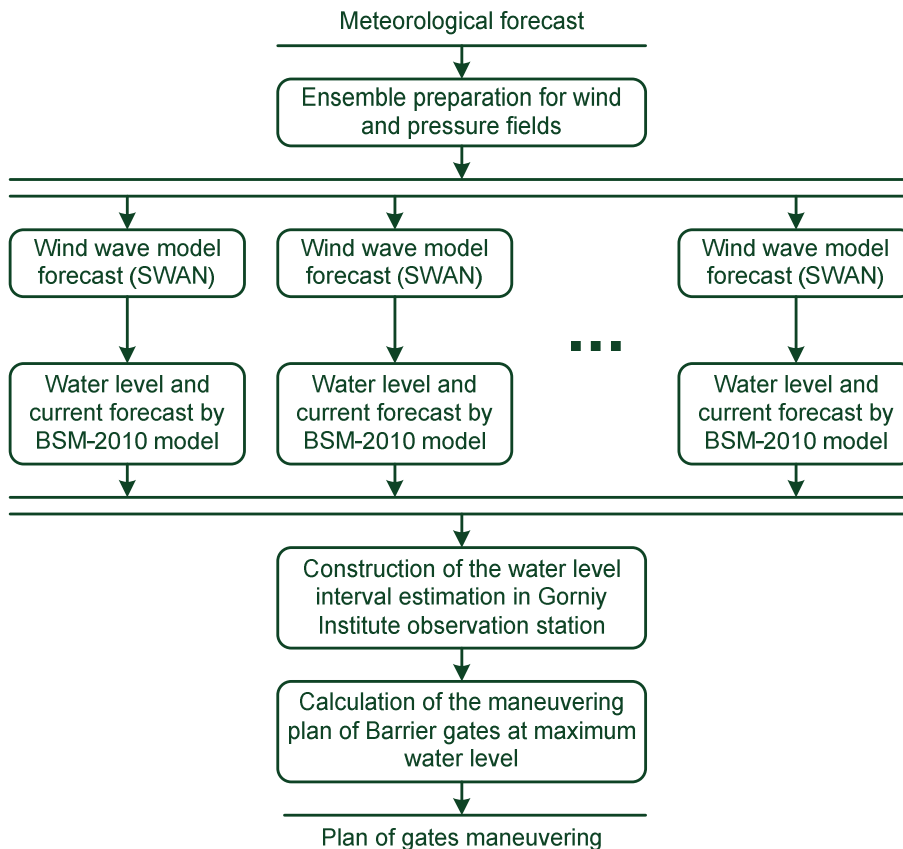 Meteorological forecast
Ensemble preparation for wind
and pressure fields
Wind wave model
forecast (SWAN)
Wind wave model
forecast (SWAN)
Wind wave model
forecast (SWAN)
...
Water level and
current forecast by
BSM-2010 model
Water level and
current forecast by
BSM-2010 model
Water level and
current forecast by
BSM-2010 model
Construction of the water level
interval estimation in Gorniy
Institute observation station
Calculation of the maneuvering
plan of Barrier gates at maximum
water level
Plan of gates maneuvering